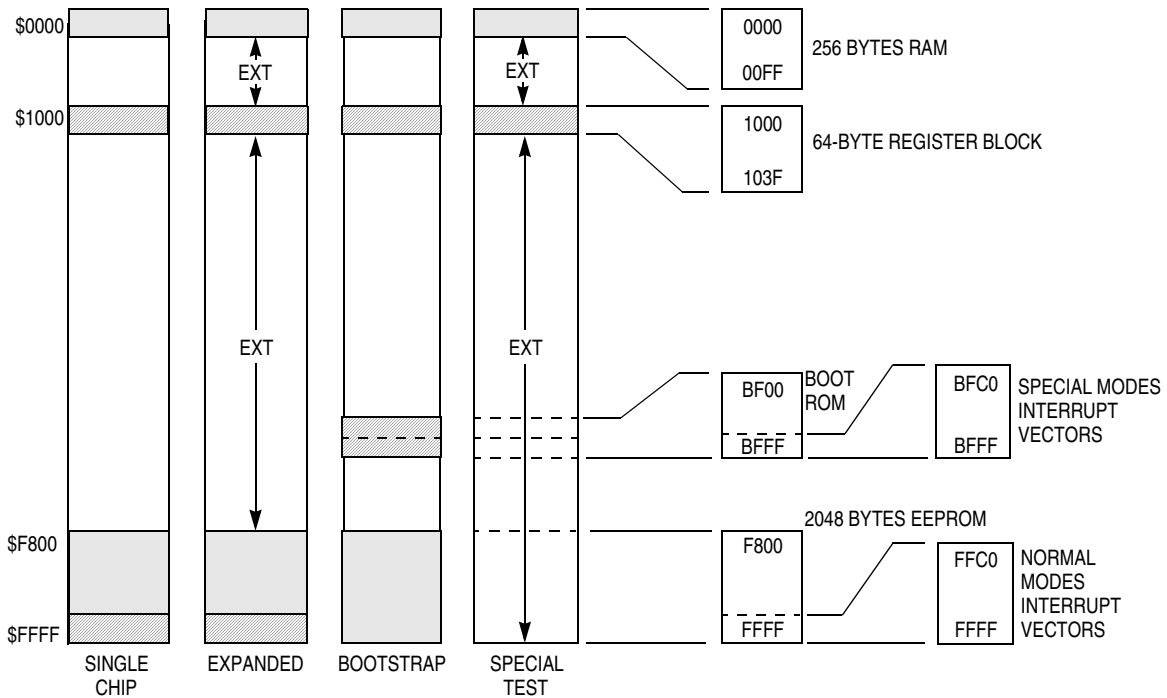 $0000
$1000
$F800
$FFFF
EXT
EXT
EXT
EXT
0000
00FF
256 BYTES RAM
1000
103F
64-BYTE REGISTER BLOCK
BF00
BFFF
BOOT
ROM
BFC0
BFFF
SPECIAL MODES
INTERRUPT
VECTORS
2048 BYTES EEPROM
F800
FFFF
FFC0
FFFF
NORMAL
MODES
INTERRUPT
VECTORS
SINGLE
CHIP
EXPANDED
BOOTSTRAP
SPECIAL
TEST